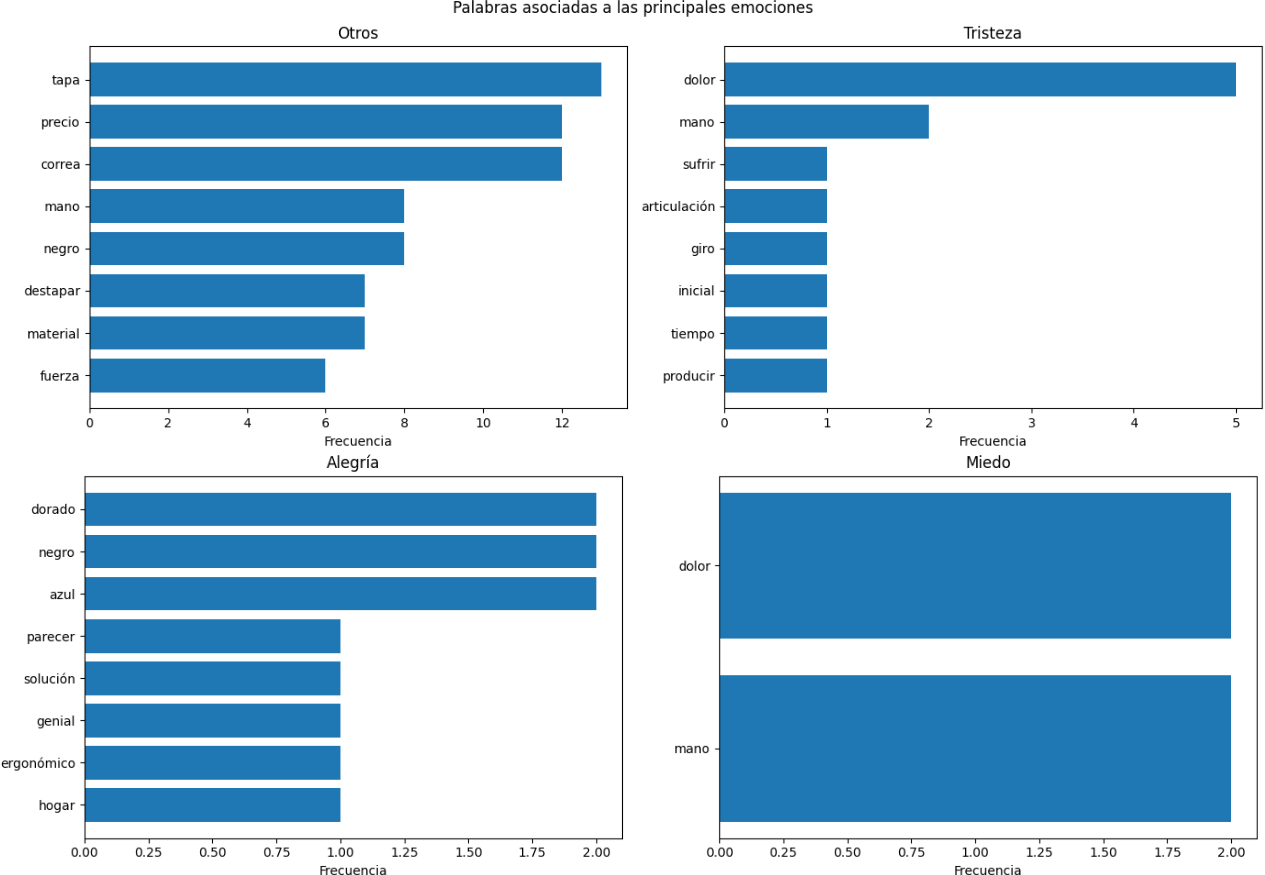 Palabras asociadas a las principales emociones
Otros
tapa
precio
correa
mano
negro
destapar
material
fuerza
0 2 4 6 8 10 12
Frecuencia
Tristeza
dolor
mano
sufrir
articulación
giro
inicial
tiempo
producir
0 1 2 3 4 5
Frecuencia
Alegría
dorado
negro
azul
parecer
solución
genial
ergonómico
hogar
0.00 0.25 0.50 0.75 1.00 1.25 1.50 1.75 2.00
Frecuencia
Miedo
dolor
mano
0.00 0.25 0.50 0.75 1.00 1.25 1.50 1.75 2.00
Frecuencia